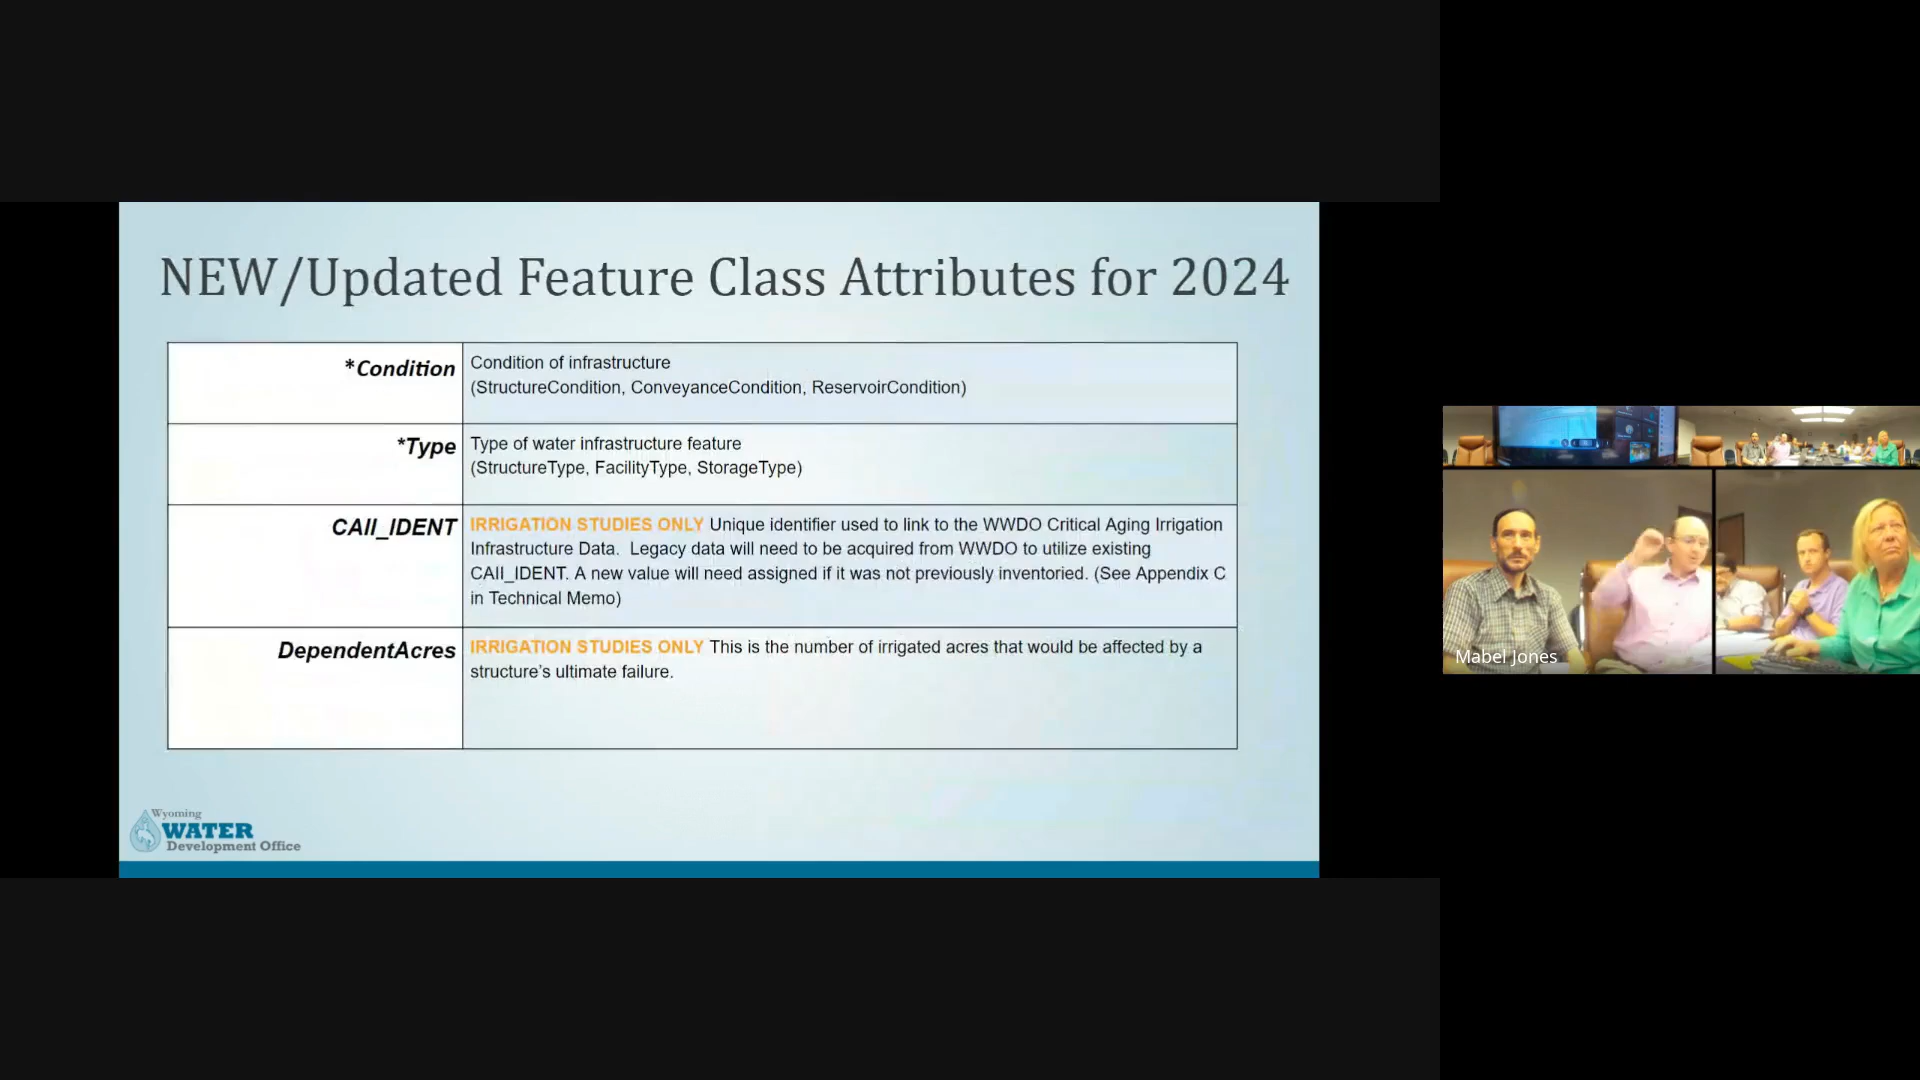 NEW/Updated Feature Class Attributes for 2024
*Condition
Condition of infrastructure
(StructureCondition, ConveyanceCondition, ReservoirCondition)
*Type
Type of water infrastructure feature
(StructureType, FacilityType, StorageType)
CAII_IDENT
IRRIGATION STUDIES ONLY Unique identifier used to link to the WWDO Critical Aging Irrigation
Infrastructure Data. Legacy data will need to be acquired from WWDO to utilize existing
CAII_IDENT. A new value will need assigned if it was not previously inventoried. (See Appendix C
in Technical Memo)
DependentAcres
IRRIGATION STUDIES ONLY This is the number of irrigated acres that would be affected by a
structure's ultimate failure.
Wyoming
WATER
Development Office
Mabel Jones